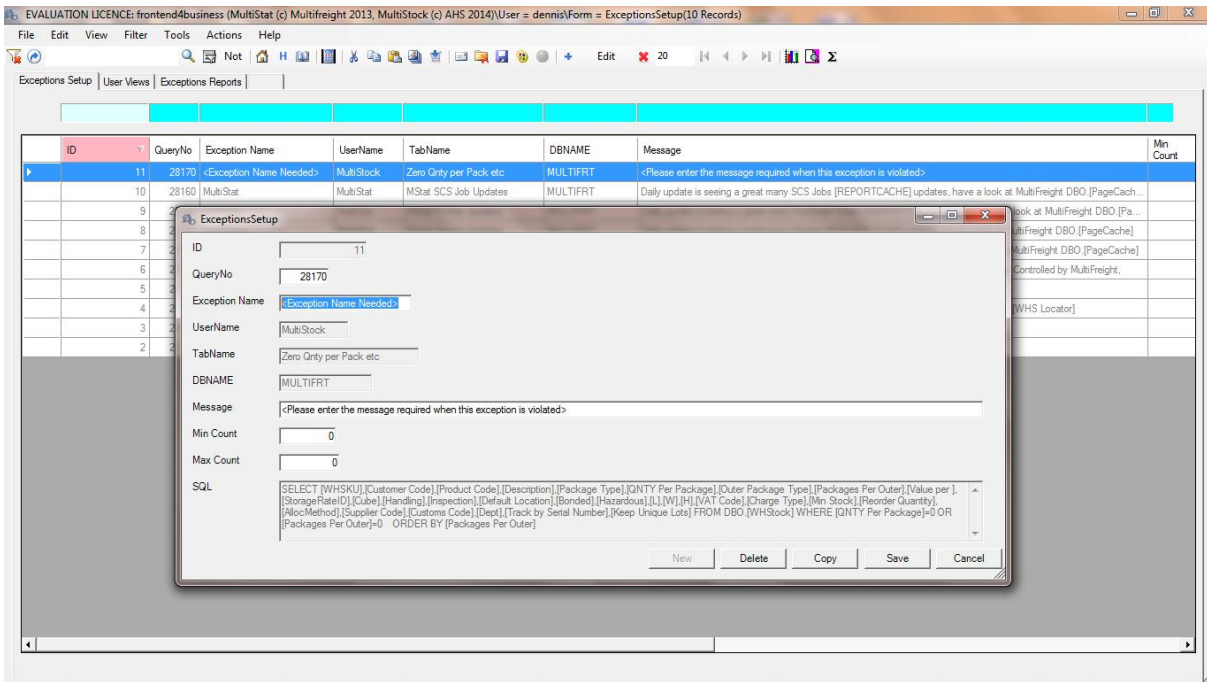 EVALUATION LICENCE: frontend4business (MultiStat (c) Multifreight 2013, MultiStock (c) AHS 2014)\User = dennis\Form = ExceptionsSetup(10 Records)
File Edit View Filter Tools Actions Help
Not H Edit 20 Σ
Exceptions Setup User Views Exceptions Reports
ID QueryNo Exception Name UserName TabName DBNAME Message Min Count
11 28170 <Exception Name Needed> MultiStock Zero Qnty per Pack etc MULTIFRT <Please enter the message required when this exception is violated>
10 28160 MultiStat MultiStat MStat SCS Job Updates MULTIFRT Daily update is seeing a great many SCS Jobs [REPORTCACHE] updates, have a look at MultiFreight DBO.[PageCach...
9 2 look at MultiFreight DBO.[Pa...
8 2 MultiFreight DBO.[PageCache]
7 2 MultiFreight DBO.[PageCache]
6 2 Controlled by MultiFreight,
5 2
4 2 [WHS Locator]
3 2
2 2
ExceptionsSetup
ID 11
QueryNo 28170
Exception Name <Exception Name Needed>
UserName MultiStock
TabName Zero Qnty per Pack etc
DBNAME MULTIFRT
Message <Please enter the message required when this exception is violated>
Min Count 0
Max Count 0
SQL SELECT [WHSKU],[Customer Code],[Product Code],[Description],[Package Type],[QNTY Per Package],[Outer Package Type],[Packages Per Outer],[Value per ],
[StorageRateID],[Cube],[Handling],[Inspection],[Default Location],[Bonded],[Hazardous],[L],[W],[H],[VAT Code],[Charge Type],[Min Stock],[Reorder Quantity],
[AllocMethod],[Supplier Code],[Customs Code],[Dept],[Track by Serial Number],[Keep Unique Lots] FROM DBO.[WHStock] WHERE [QNTY Per Package]=0 OR
[Packages Per Outer]=0 ORDER BY [Packages Per Outer]
New Delete Copy Save Cancel